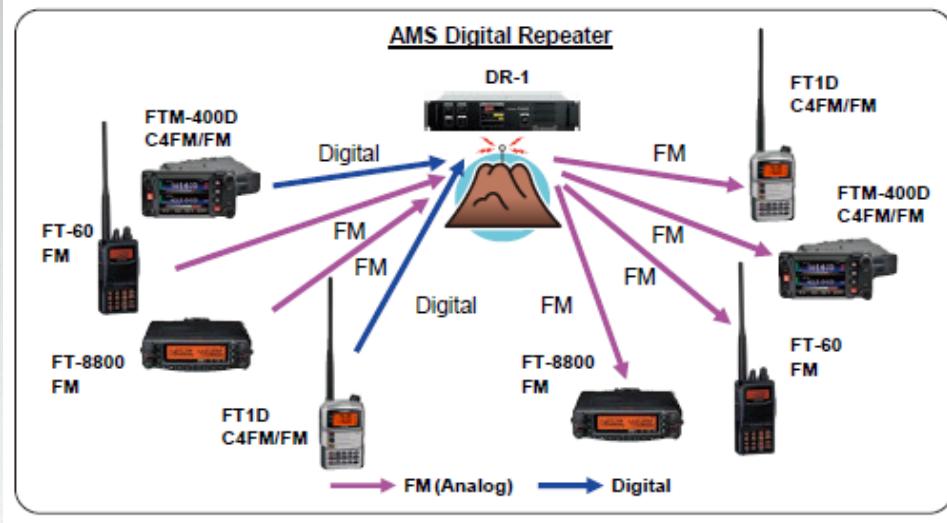 AMS Digital Repeater
DR-1
FT1D
C4FM/FM
FTM-400D
C4FM/FM
Digital
FM
FTM-400D
C4FM/FM
FT-60
FM
FM
FM
FM
FM
Digital
FM
FT-60
FM
FT-8800
FM
FT-8800
FM
FT1D
C4FM/FM
FM (Analog)
Digital